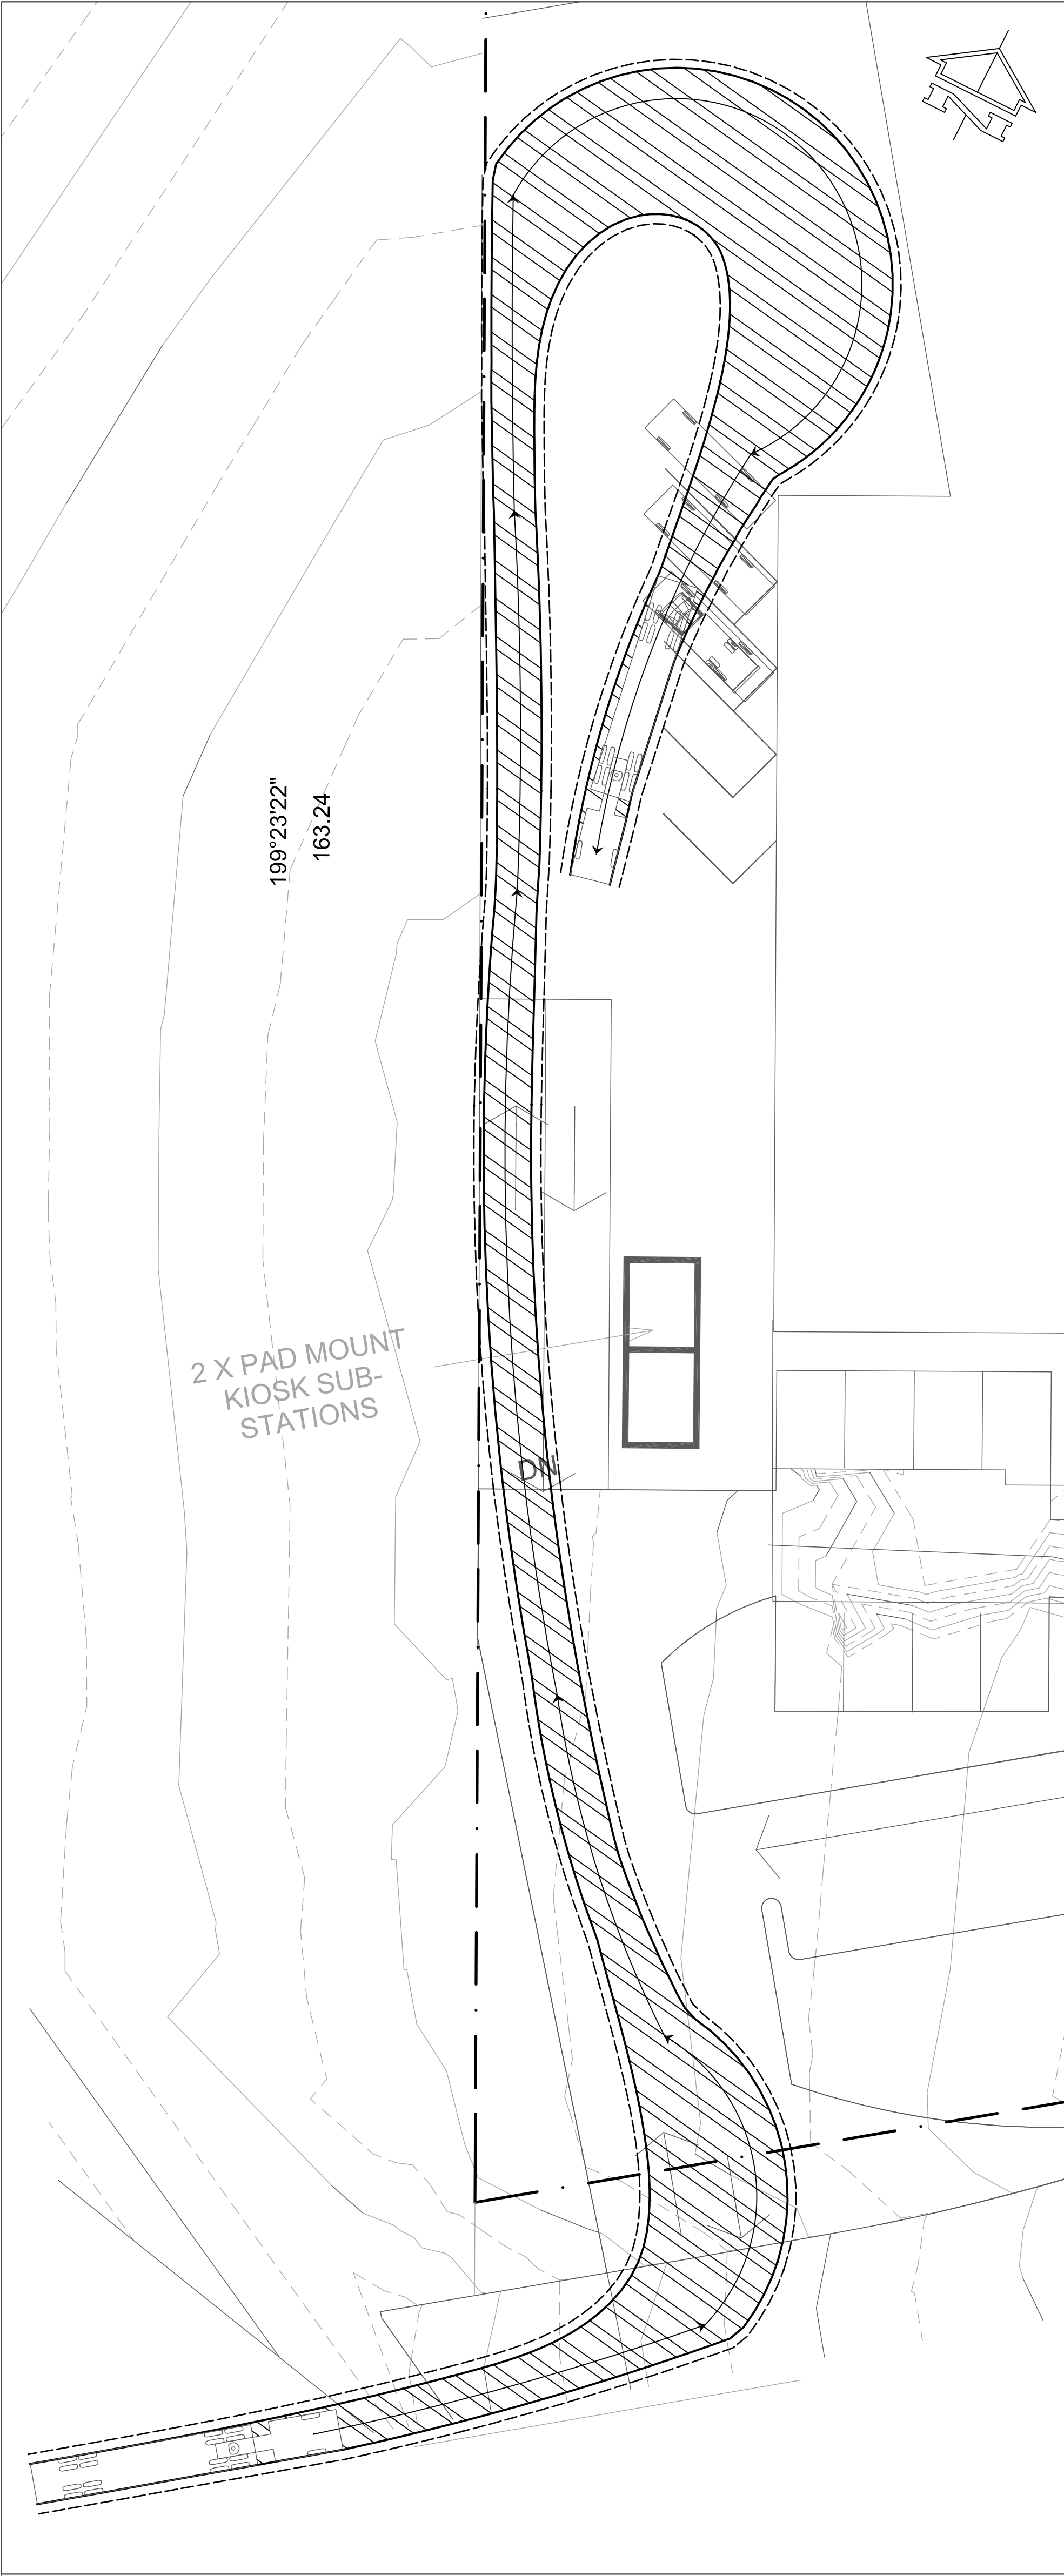 N
199°23'22"
163.24
2 X PAD MOUNT
KIOSK SUB-
STATIONS
DN